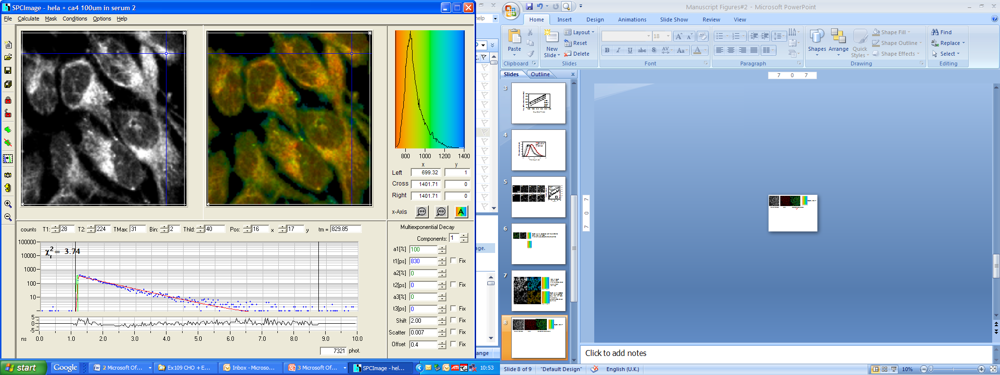 SPCImage - hela + ca4 100um in serum 2
File Calculate Mask Conditions Options Help
800 1000 1200 1400
x y
Left 699.32 1
Cross 1401.71 0
Right 1401.71 0
x-Axis A
counts T1: 28 T2: 224 TMax: 31 Bin: 2 Thld: 40 Pos: 16 x 17 y tm = 829.85
100000
10000
1000
100
10
χ²r = 3.74
5
0
-5
ns 0.0 1.0 2.0 3.0 4.0 5.0 6.0 7.0 8.0 9.0 10.0
7321 phot.
Multiexponential Decay
Components: 1
a1[%] 100
t1[ps] 830 Fix
a2[%] 0
t2[ps] 0 Fix
a3[%] 0
t3[ps] 0 Fix
Shift 2.00 Fix
Scatter 0.007 Fix
Offset 0.4 Fix
start Google 2 Microsoft Of... Ex109 CHO + E... Inbox - Microso... 3 Microsoft Of... SPCImage - hel... 10:53
help
age.
ange
Manuscript Figures#2 - Microsoft PowerPoint
Home Insert Design Animations Slide Show Review View
Paste
Clipboard
New Slide
Layout
Reset
Delete
Slides
18
B I U abc S AV Aa A
Font
Paragraph
Shapes Arrange Quick Styles
Shape Fill
Shape Outline
Shape Effects
Drawing
Find
Replace
Select
Editing
Slides Outline x
7 0 7
7 0 7
3
4
5
6
7
8
Click to add notes
Slide 8 of 9 "Default Design" English (U.K.) 10%